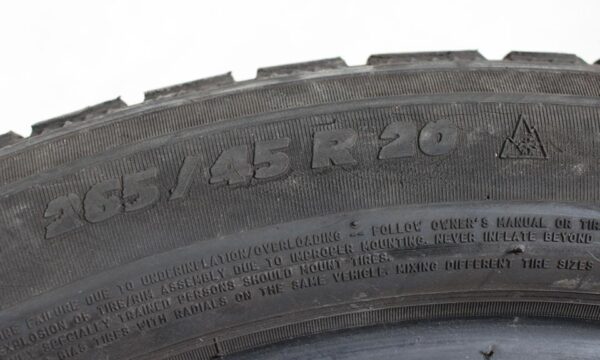 265/45 R 20
FAILURE DUE TO UNDERINFLATION/OVERLOADING -- FOLLOW OWNER'S MANUAL OR
EXPLOSION OF TIRE/RIM ASSEMBLY DUE TO IMPROPER MOUNTING. NEVER INFLATE BEYOND
SPECIALLY TRAINED PERSONS SHOULD MOUNT TIRES.
BIAS TIRES WITH RADIALS ON THE SAME VEHICLE. MIXING DIFFERENT TIRE SIZES